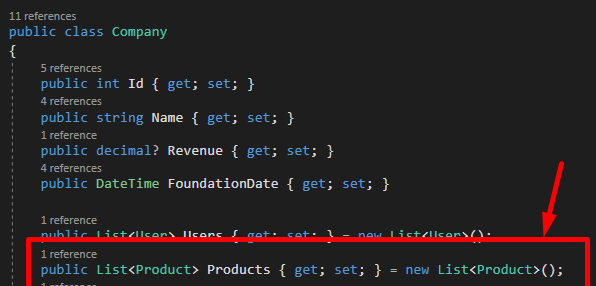 11 references
public class Company
{
5 references
public int Id { get; set; }
4 references
public string Name { get; set; }
1 reference
public decimal? Revenue { get; set; }
4 references
public DateTime FoundationDate { get; set; }
1 reference
public List<User> Users { get; set; } = new List<User>();
1 reference
public List<Product> Products { get; set; } = new List<Product>();
1 reference